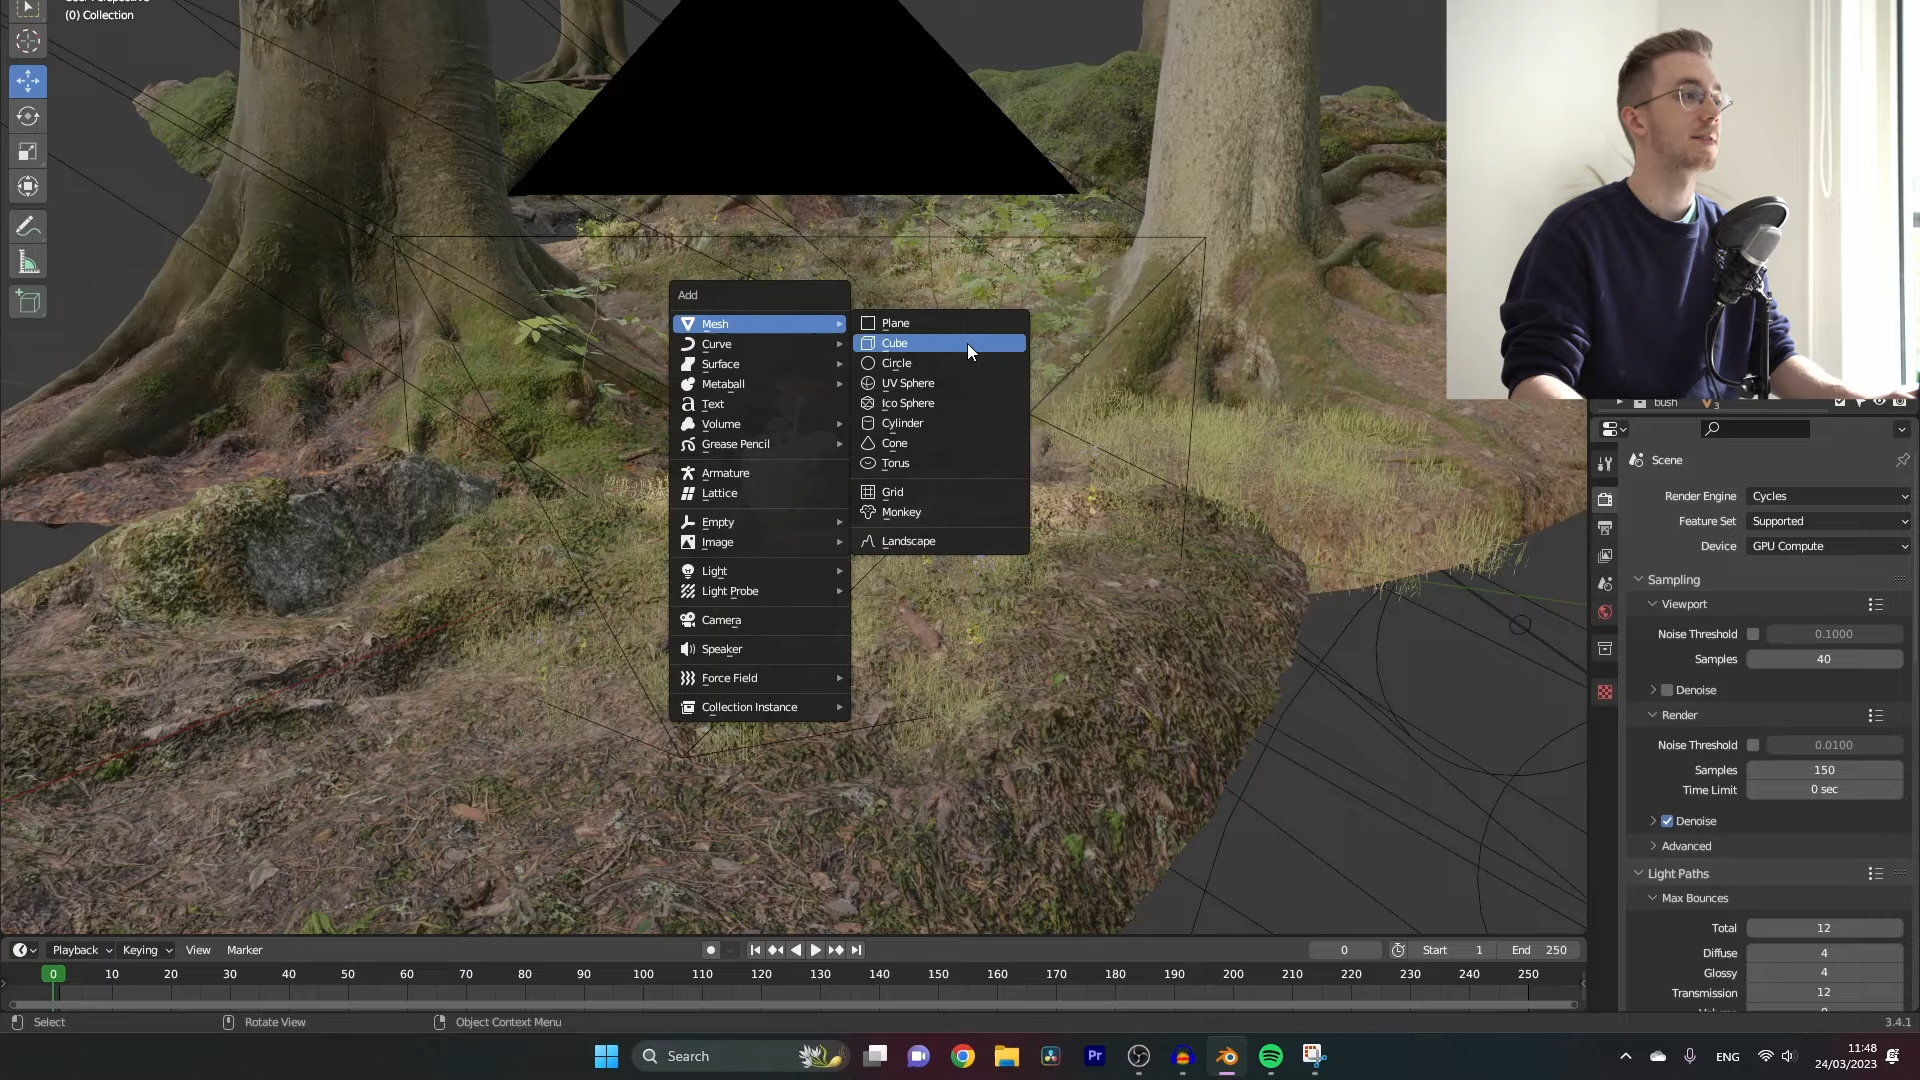 (0) Collection
Add
Mesh
Curve
Surface
Metaball
Text
Volume
Grease Pencil
Armature
Lattice
Empty
Image
Light
Light Probe
Camera
Speaker
Force Field
Collection Instance
Plane
Cube
Circle
UV Sphere
Ico Sphere
Cylinder
Cone
Torus
Grid
Monkey
Landscape
bush 3
Scene
Render Engine Cycles
Feature Set Supported
Device GPU Compute
Sampling
Viewport
Noise Threshold 0.1000
Samples 40
Denoise
Render
Noise Threshold 0.0100
Samples 150
Time Limit 0 sec
Denoise
Advanced
Light Paths
Max Bounces
Total 12
Diffuse 4
Glossy 4
Transmission 12
Playback Keying View Marker 0 Start 1 End 250
0 10 20 30 40 50 60 70 80 90 100 110 120 130 140 150 160 170 180 190 200 210 220 230 240 250
Select Rotate View Object Context Menu 3.4.1
Search Pr ENG 11:48
24/03/2023